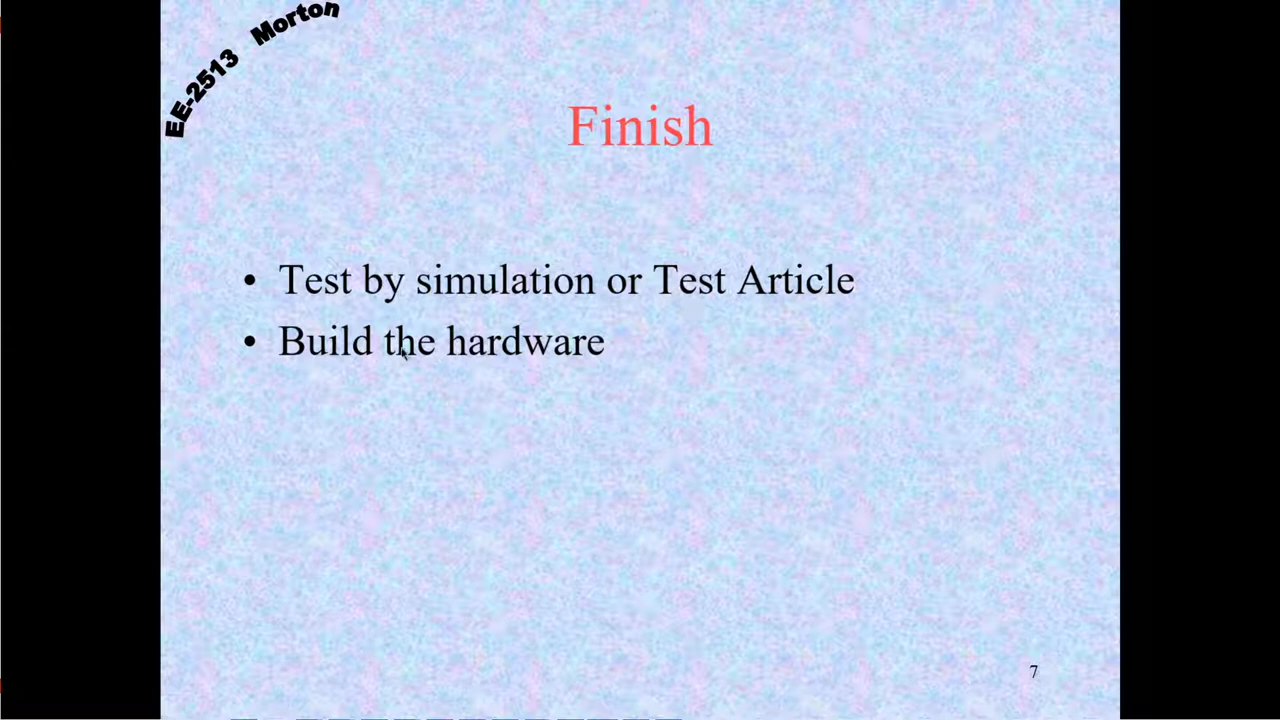 EE-2513 Morton
Finish
• Test by simulation or Test Article
• Build the hardware
7